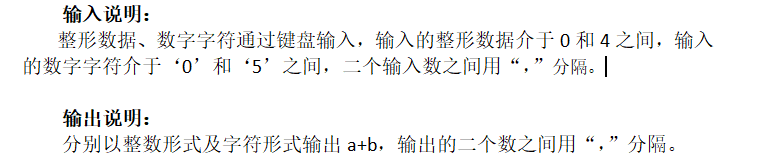 输入说明：
整形数据、数字字符通过键盘输入，输入的整形数据介于 0 和 4 之间，输入
的数字字符介于‘0’和‘5’之间，二个输入数之间用“，”分隔。
输出说明：
分别以整数形式及字符形式输出 a+b，输出的二个数之间用“，”分隔。